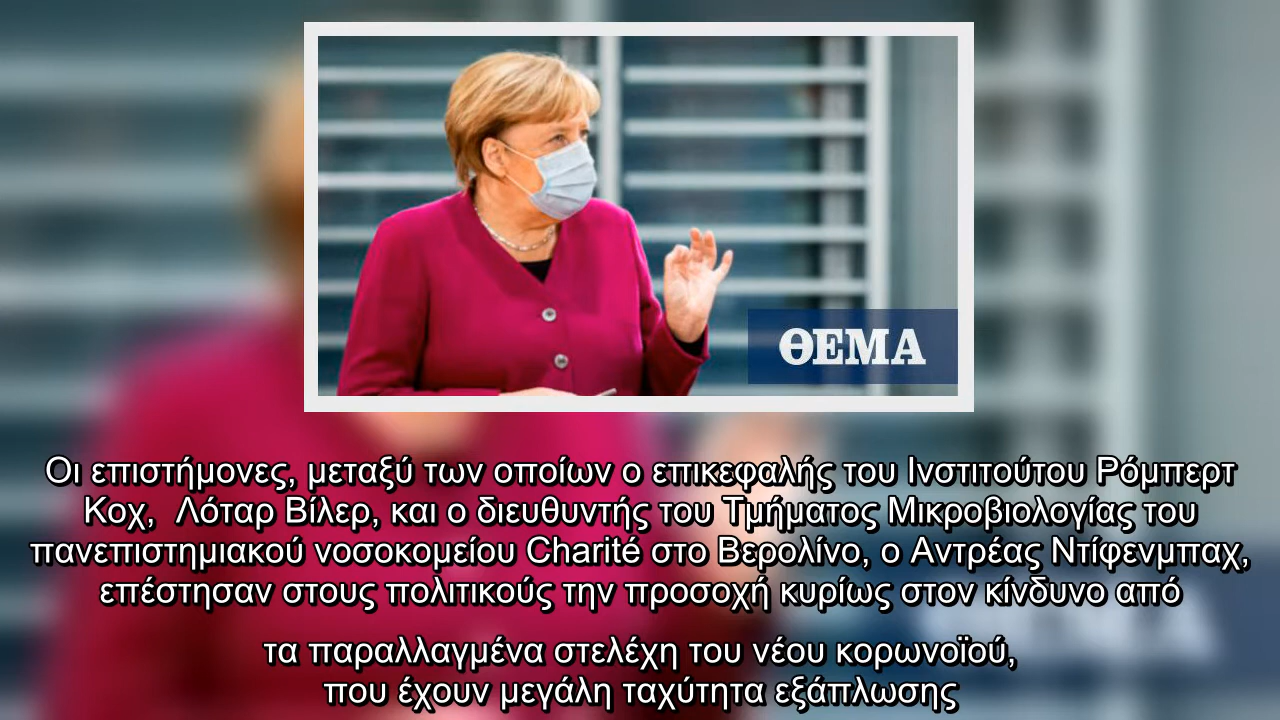 ΘΕΜΑ
Οι επιστήμονες, μεταξύ των οποίων ο επικεφαλής του Ινστιτούτου Ρόμπερτ
Κοχ,  Λόταρ Βίλερ, και ο διευθυντής του Τμήματος Μικροβιολογίας του
πανεπιστημιακού νοσοκομείου Charité στο Βερολίνο, ο Αντρέας Ντίφενμπαχ,
επέστησαν στους πολιτικούς την προσοχή κυρίως στον κίνδυνο από
τα παραλλαγμένα στελέχη του νέου κορωνοϊού,
που έχουν μεγάλη ταχύτητα εξάπλωσης